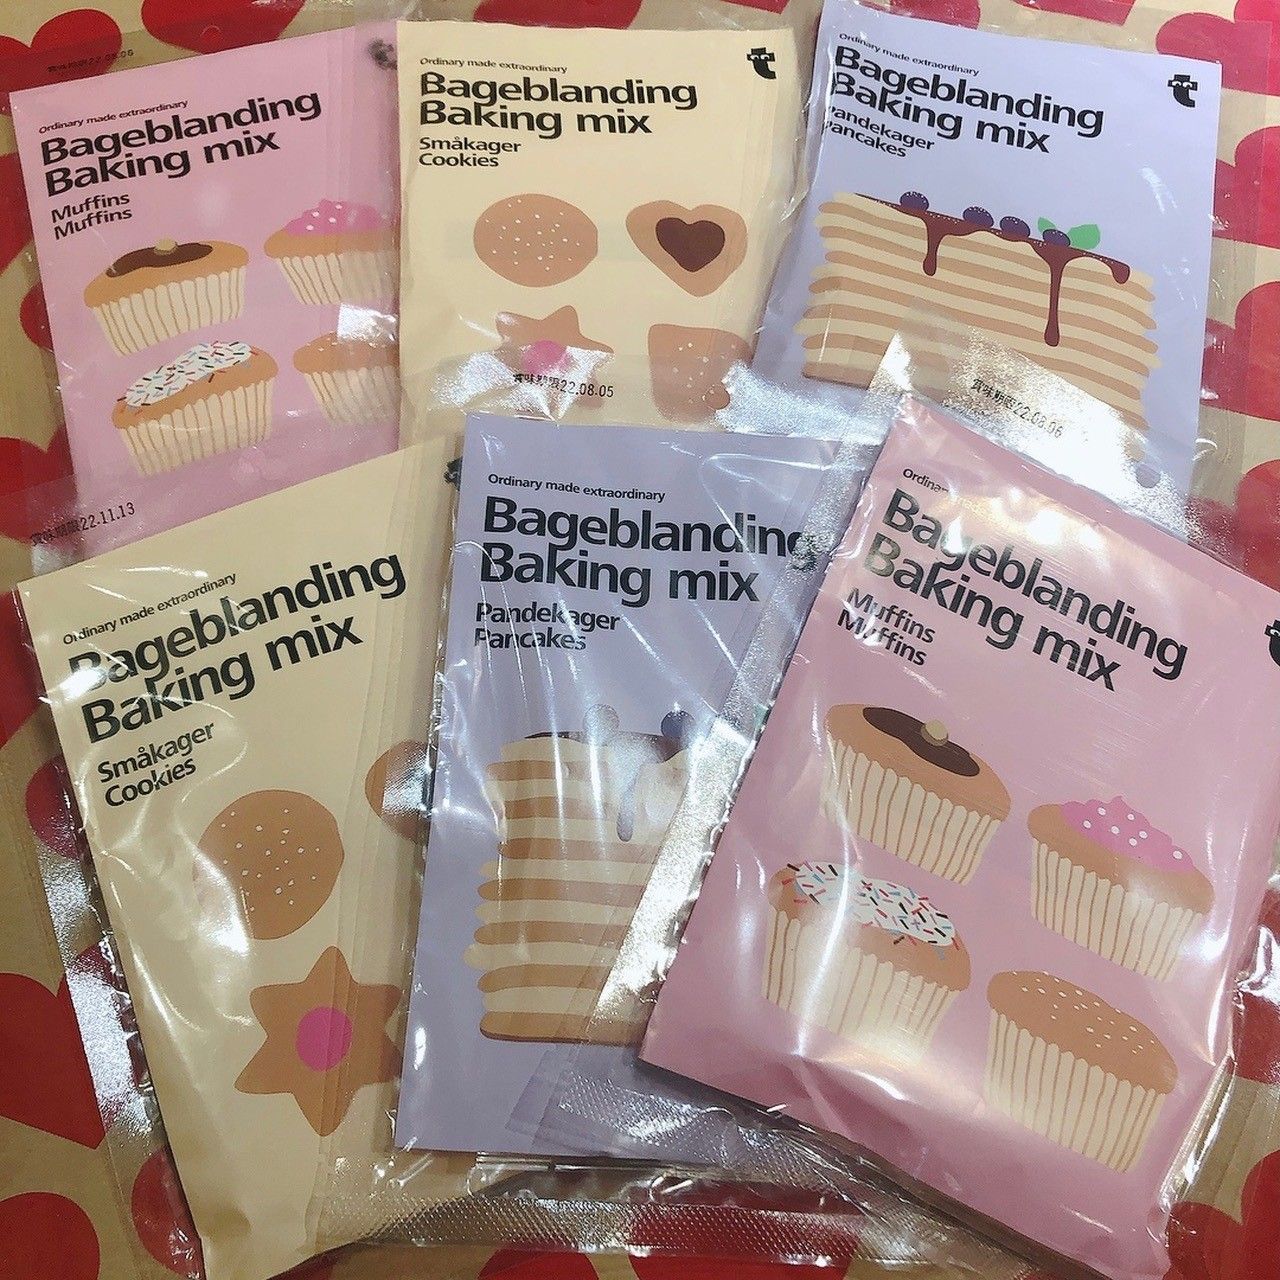 Ordinary made extraordinary
Bageblanding
Baking mix
Muffins
Muffins
Ordinary made extraordinary
Bageblanding
Baking mix
Småkager
Cookies
Ordinary made extraordinary
Bageblanding
Baking mix
Pandekager
Pancakes
賞味期限22.08.05
賞味期限22.08.06
賞味期限22.11.13
Ordinary made extraordinary
Bageblanding
Baking mix
Småkager
Cookies
Ordinary made extraordinary
Bageblanding
Baking mix
Pandekager
Pancakes
Bageblanding
Baking mix
Muffins
Muffins